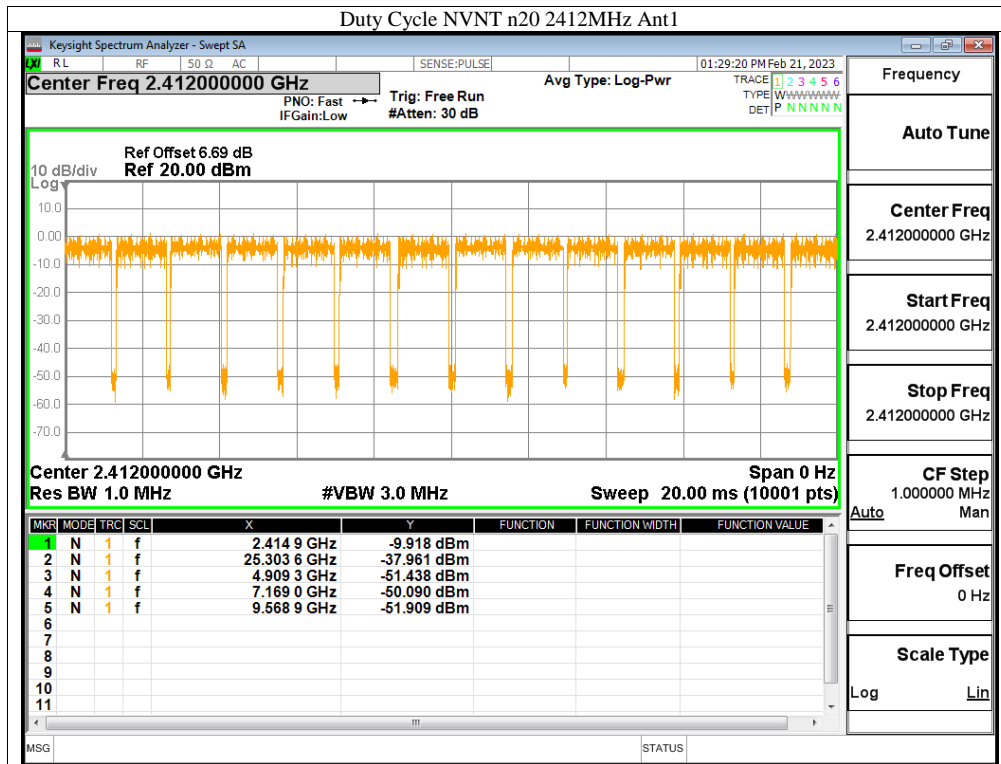 Duty Cycle NVNT n20 2412MHz Ant1
Keysight Spectrum Analyzer - Swept SA
LXI RL RF 50 Ω AC SENSE:PULSE 01:29:20 PM Feb 21, 2023
Center Freq 2.412000000 GHz
PNO: Fast
IFGain:Low
Trig: Free Run
#Atten: 30 dB
Avg Type: Log-Pwr
TRACE 1 2 3 4 5 6
TYPE WWWWWWW
DET P N N N N N
Ref Offset 6.69 dB
10 dB/div Ref 20.00 dBm
Log
10.0
0.00
-10.0
-20.0
-30.0
-40.0
-50.0
-60.0
-70.0
Center 2.412000000 GHz Span 0 Hz
Res BW 1.0 MHz #VBW 3.0 MHz Sweep 20.00 ms (10001 pts)
MKR MODE TRC SCL X Y FUNCTION FUNCTION WIDTH FUNCTION VALUE
1 N 1 f 2.414 9 GHz -9.918 dBm
2 N 1 f 25.303 6 GHz -37.961 dBm
3 N 1 f 4.909 3 GHz -51.438 dBm
4 N 1 f 7.169 0 GHz -50.090 dBm
5 N 1 f 9.568 9 GHz -51.909 dBm
6
7
8
9
10
11
MSG STATUS
Frequency
Auto Tune
Center Freq
2.412000000 GHz
Start Freq
2.412000000 GHz
Stop Freq
2.412000000 GHz
CF Step
1.000000 MHz
Auto Man
Freq Offset
0 Hz
Scale Type
Log Lin